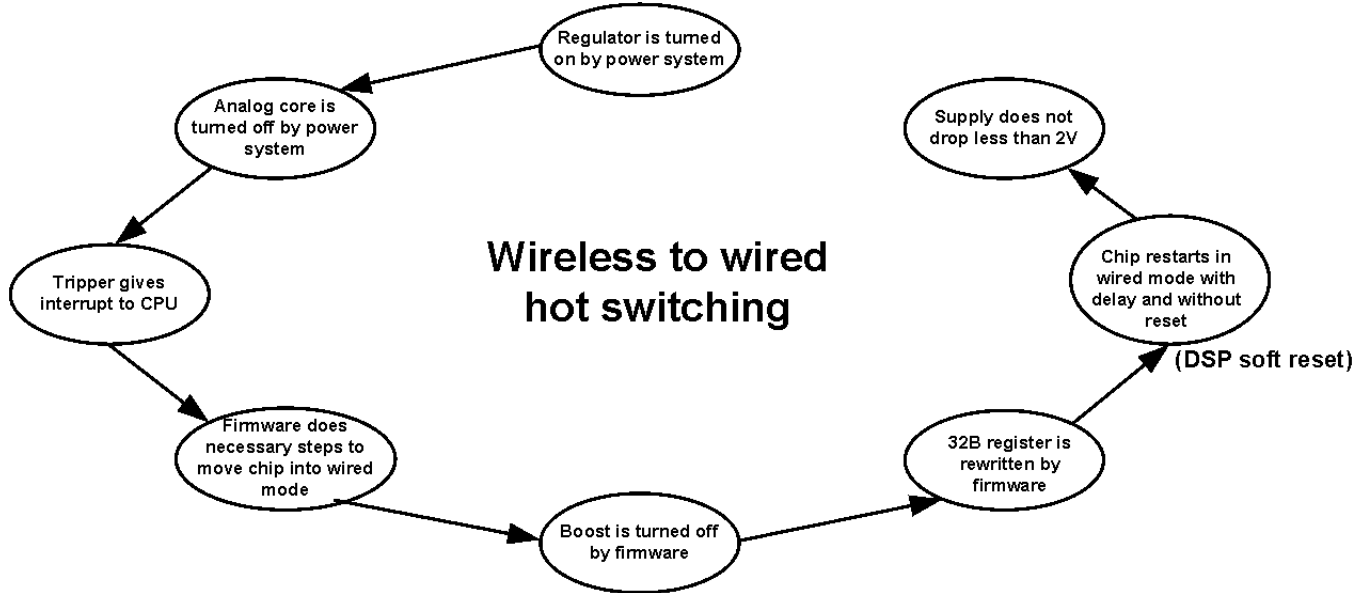 Regulator is turned
on by power system
Analog core is
turned off by power
system
Tripper gives
interrupt to CPU
Firmware does
necessary steps to
move chip into wired
mode
Boost is turned off
by firmware
32B register is
rewritten by
firmware
Chip restarts in
wired mode with
delay and without
reset
(DSP soft reset)
Supply does not
drop less than 2V
Wireless to wired
hot switching